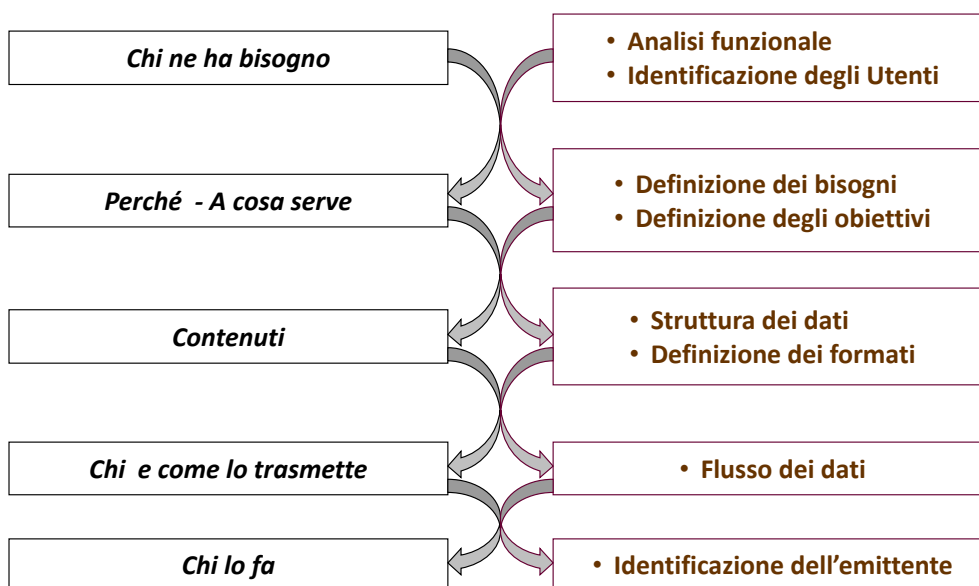 Chi ne ha bisogno
• Analisi funzionale
• Identificazione degli Utenti
Perché - A cosa serve
• Definizione dei bisogni
• Definizione degli obiettivi
Contenuti
• Struttura dei dati
• Definizione dei formati
Chi e come lo trasmette
• Flusso dei dati
Chi lo fa
• Identificazione dell’emittente